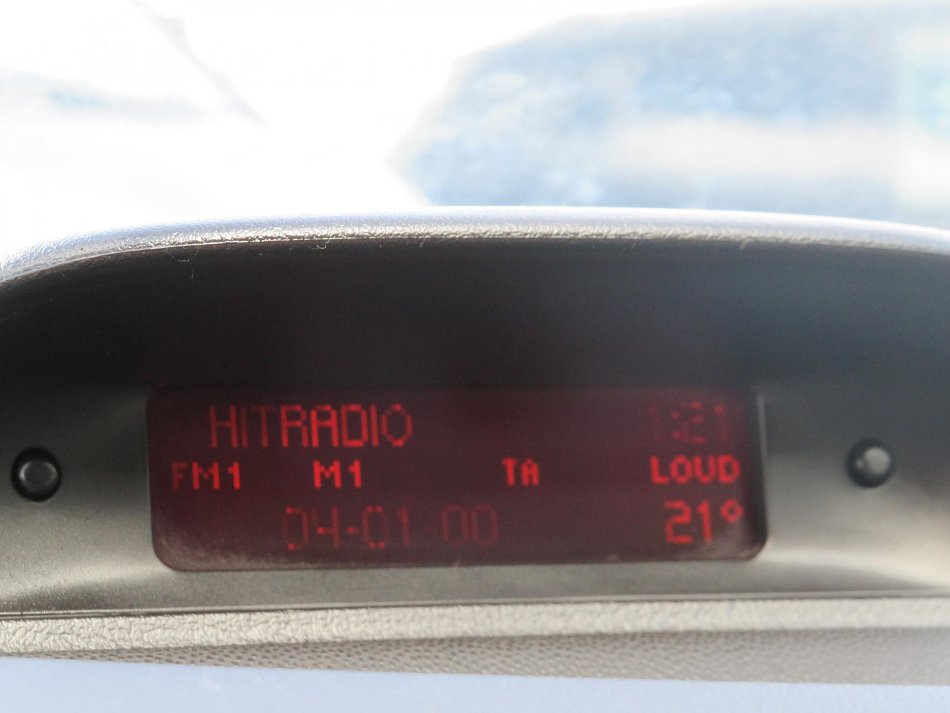 HITRADIO
FM1 M1 TA LOUD
04-01-00 21°